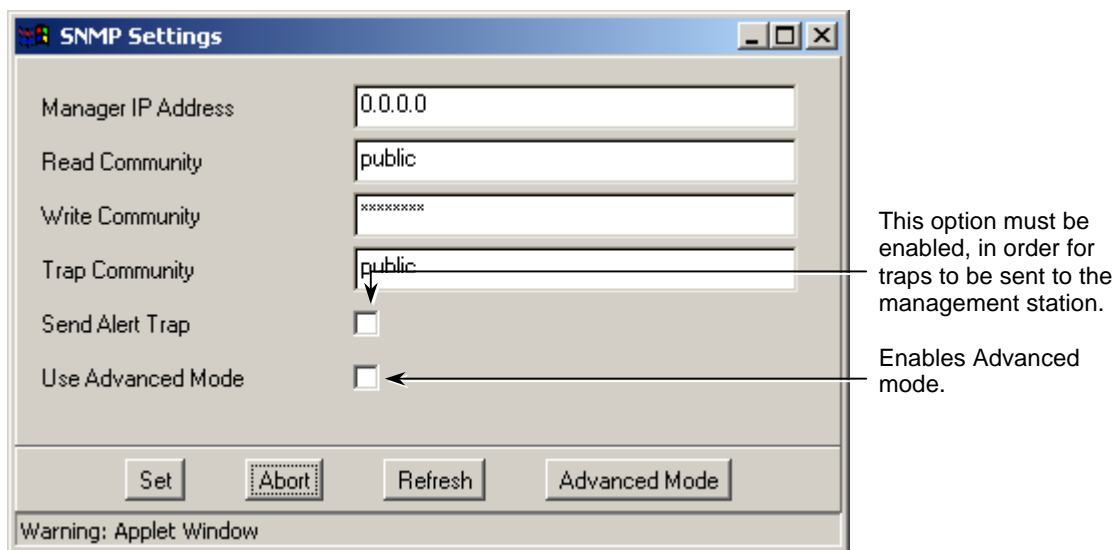 SNMP Settings
Manager IP Address 0.0.0.0
Read Community public
Write Community ********
Trap Community public
Send Alert Trap
Use Advanced Mode
Set Abort Refresh Advanced Mode
Warning: Applet Window
This option must be
enabled, in order for
traps to be sent to the
management station.
Enables Advanced
mode.